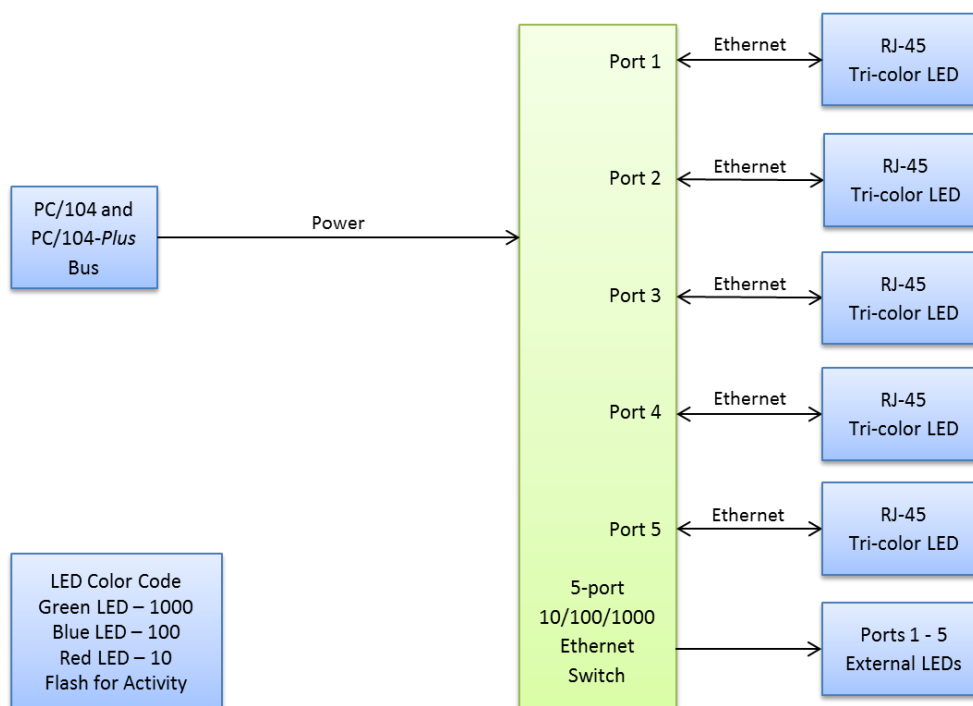 PC/104 and
PC/104-Plus
Bus
Power
Port 1
Ethernet
RJ-45
Tri-color LED
Port 2
Ethernet
RJ-45
Tri-color LED
Port 3
Ethernet
RJ-45
Tri-color LED
Port 4
Ethernet
RJ-45
Tri-color LED
Port 5
Ethernet
RJ-45
Tri-color LED
5-port
10/100/1000
Ethernet
Switch
Ports 1 - 5
External LEDs
LED Color Code
Green LED – 1000
Blue LED – 100
Red LED – 10
Flash for Activity